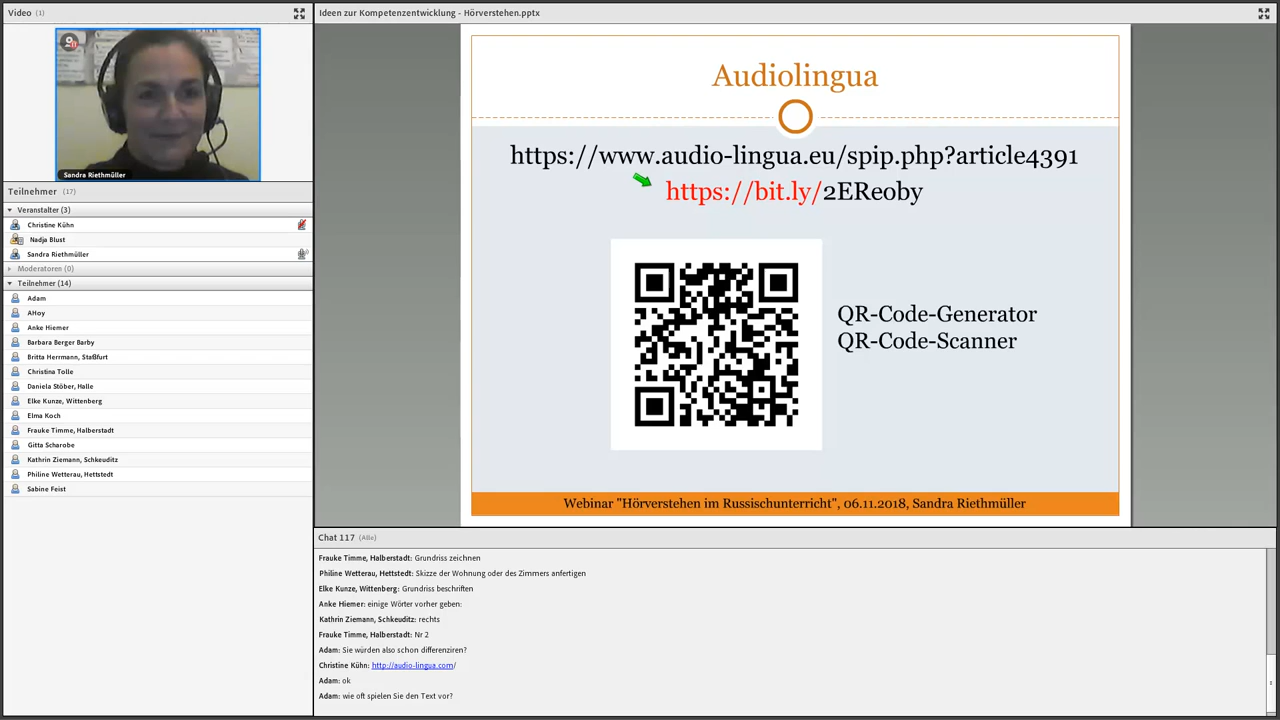 Video (1)
Sandra Riethmüller
Teilnehmer (17)
Veranstalter (3)
Christine Kühn
Nadja Blust
Sandra Riethmüller
Moderatoren (0)
Teilnehmer (14)
Adam
AHoy
Anke Hiemer
Barbara Berger Barby
Britta Herrmann, Staßfurt
Christina Tolle
Daniela Stöber, Halle
Elke Kunze, Wittenberg
Elma Koch
Frauke Timme, Halberstadt
Gitta Scharobe
Kathrin Ziemann, Schkeuditz
Philine Wetterau, Hettstedt
Sabine Feist
Ideen zur Kompetenzentwicklung - Hörverstehen.pptx
Audiolingua
https://www.audio-lingua.eu/spip.php?article4391
https://bit.ly/2EReoby
QR-Code-Generator
QR-Code-Scanner
Webinar "Hörverstehen im Russischunterricht", 06.11.2018, Sandra Riethmüller
Chat 117 (Alle)
Frauke Timme, Halberstadt: Grundriss zeichnen
Philine Wetterau, Hettstedt: Skizze der Wohnung oder des Zimmers anfertigen
Elke Kunze, Wittenberg: Grundriss beschriften
Anke Hiemer: einige Wörter vorher geben:
Kathrin Ziemann, Schkeuditz: rechts
Frauke Timme, Halberstadt: Nr 2
Adam: Sie würden also schon differenziren?
Christine Kühn: http://audio-lingua.com/
Adam: ok
Adam: wie oft spielen Sie den Text vor?